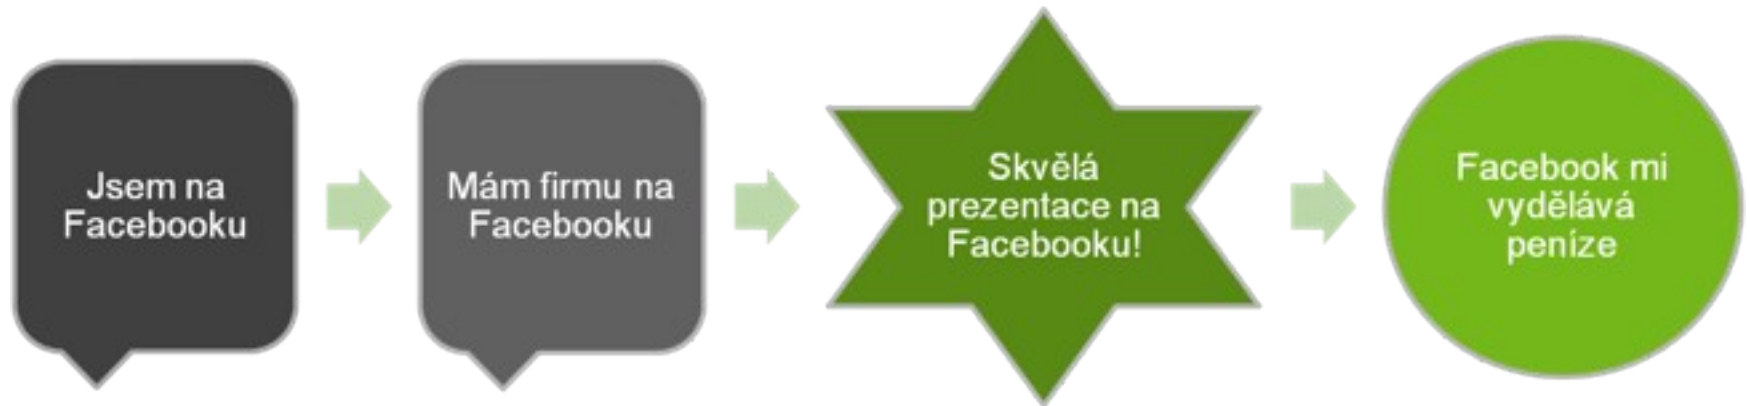 Jsem na
Facebooku
Mám firmu na
Facebooku
Skvělá
prezentace na
Facebooku!
Facebook mi
vydělává
peníze